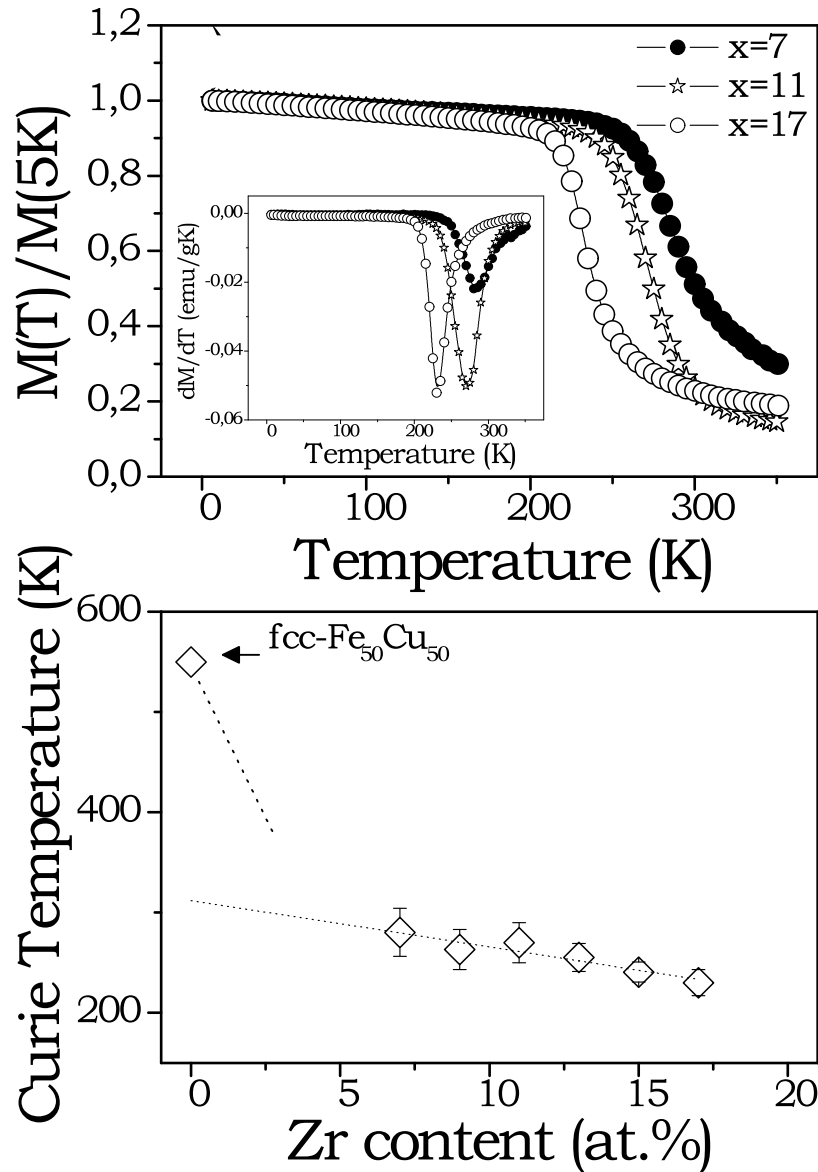 1,2
1,0
0,8
0,6
0,4
0,2
0,0
M(T)/M(5K)
x=7
x=11
x=17
0,00
-0,02
-0,04
-0,06
dM/dT (emu/gK)
0 100 200 300
Temperature (K)
0 100 200 300
Temperature (K)
600
400
200
Curie Temperature (K)
fcc-Fe₅₀Cu₅₀
0 5 10 15 20
Zr content (at.%)